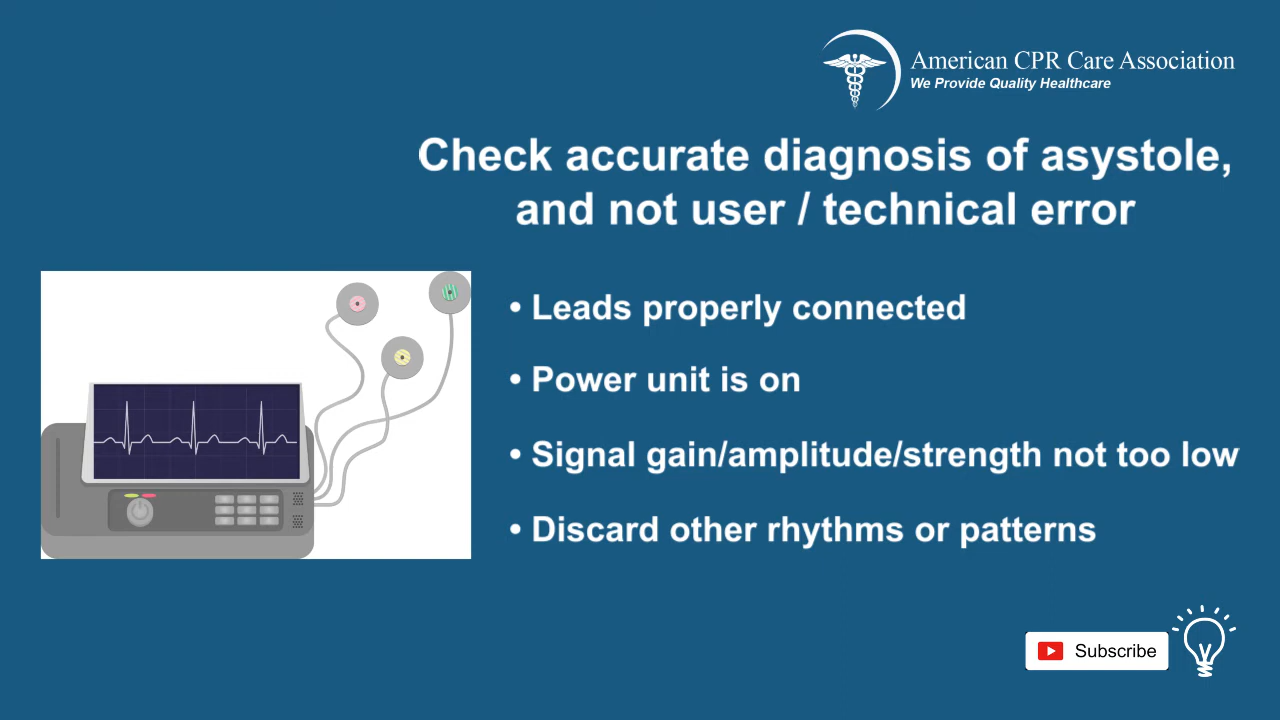 American CPR Care Association
We Provide Quality Healthcare
Check accurate diagnosis of asystole,
and not user / technical error
• Leads properly connected
• Power unit is on
• Signal gain/amplitude/strength not too low
• Discard other rhythms or patterns
Subscribe